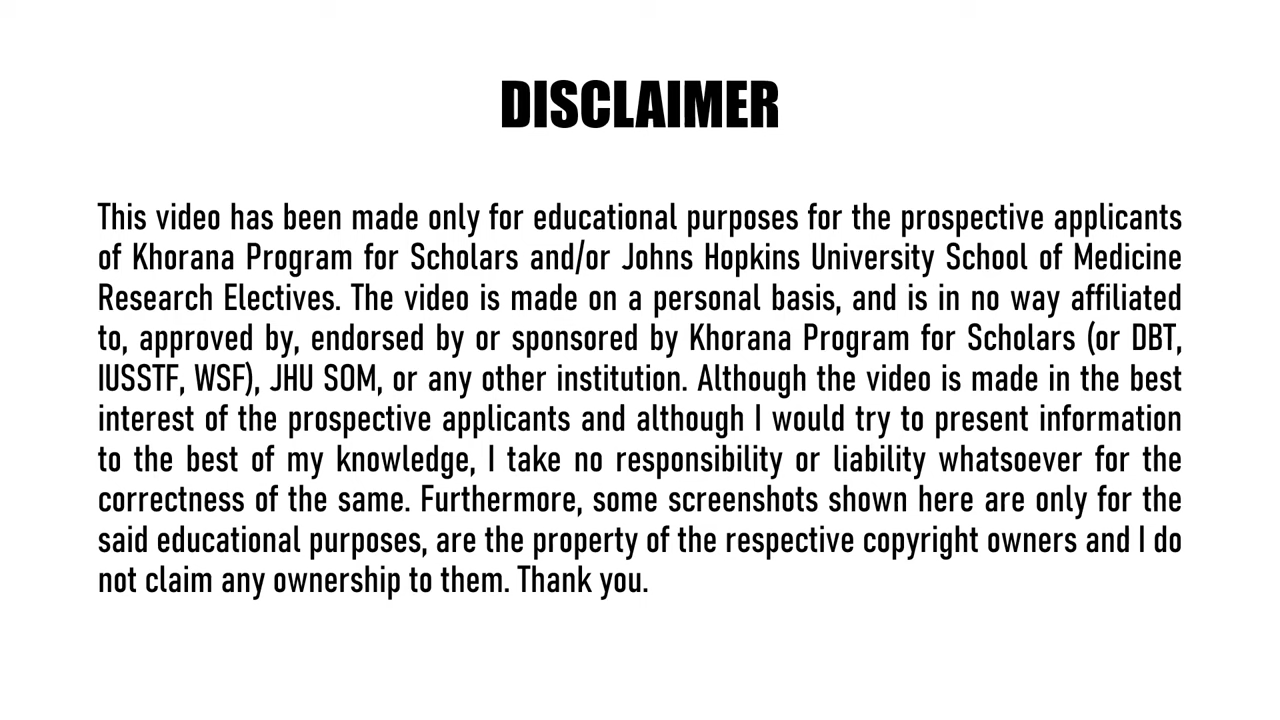 DISCLAIMER
This video has been made only for educational purposes for the prospective applicants
of Khorana Program for Scholars and/or Johns Hopkins University School of Medicine
Research Electives. The video is made on a personal basis, and is in no way affiliated
to, approved by, endorsed by or sponsored by Khorana Program for Scholars (or DBT,
IUSSTF, WSF), JHU SOM, or any other institution. Although the video is made in the best
interest of the prospective applicants and although I would try to present information
to the best of my knowledge, I take no responsibility or liability whatsoever for the
correctness of the same. Furthermore, some screenshots shown here are only for the
said educational purposes, are the property of the respective copyright owners and I do
not claim any ownership to them. Thank you.